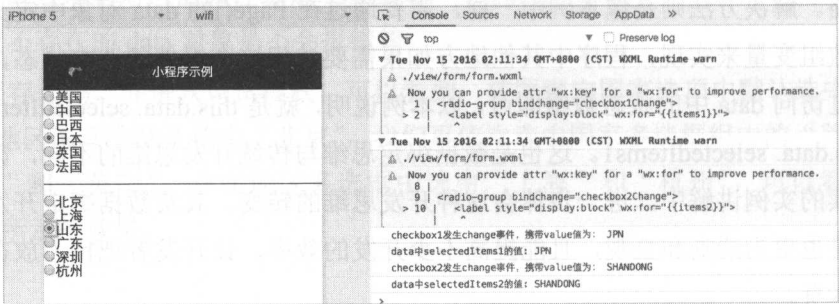 iPhone 5 wifi
小程序示例
美国
中国
巴西
日本
英国
法国
北京
上海
山东
广东
深圳
杭州
Console Sources Network Storage AppData »
top Preserve log
Tue Nov 15 2016 02:11:34 GMT+0800 (CST) WXML Runtime warn
./view/form/form.wxml
Now you can provide attr "wx:key" for a "wx:for" to improve performance.
1 | <radio-group bindchange="checkbox1Change">
> 2 | <label style="display:block" wx:for="{{items1}}">
| ^
Tue Nov 15 2016 02:11:34 GMT+0800 (CST) WXML Runtime warn
./view/form/form.wxml
Now you can provide attr "wx:key" for a "wx:for" to improve performance.
8 |
9 | <radio-group bindchange="checkbox2Change">
> 10 | <label style="display:block" wx:for="{{items2}}">
| ^
checkbox1发生change事件，携带value值为： JPN
data中selectedItems1的值: JPN
checkbox2发生change事件，携带value值为： SHANDONG
data中selectedItems2的值: SHANDONG
>